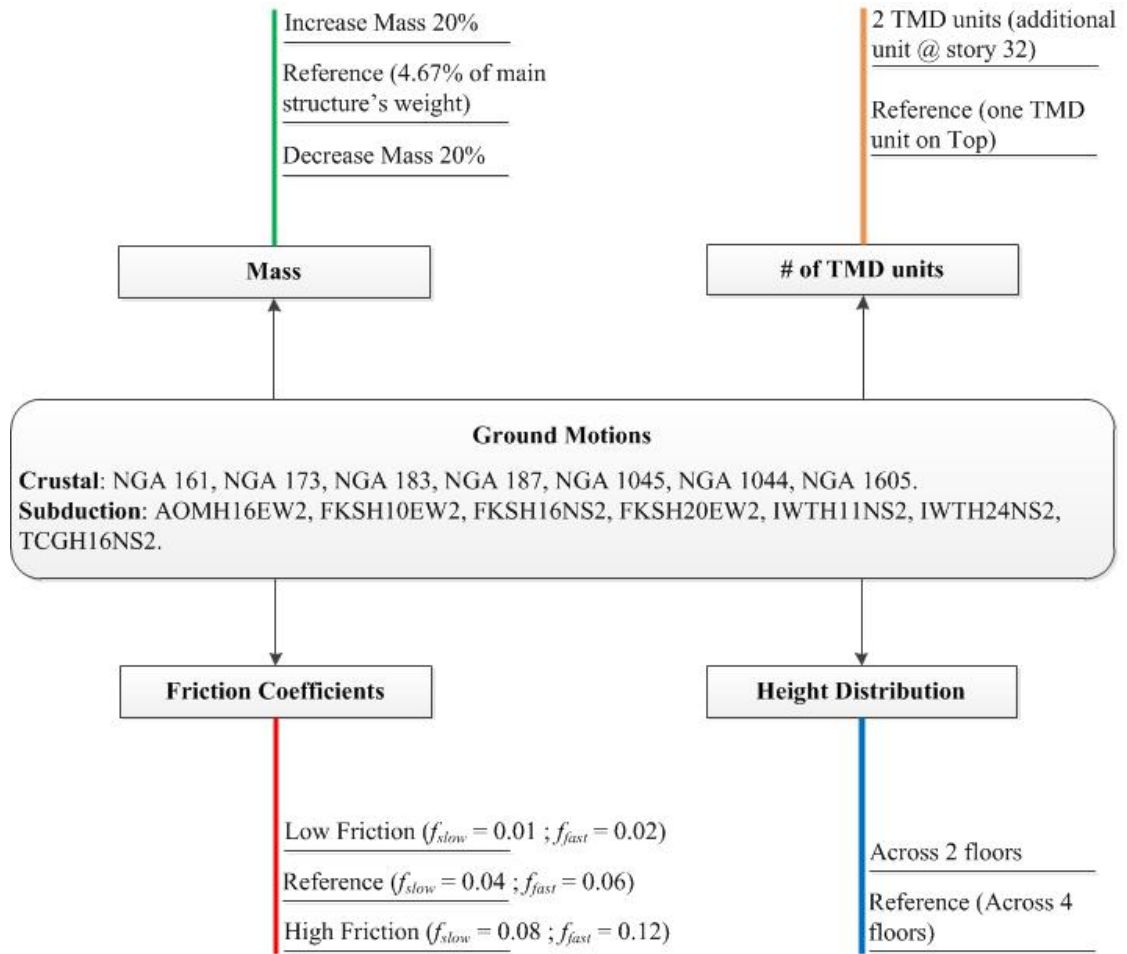 Increase Mass 20%
Reference (4.67% of main
structure's weight)
Decrease Mass 20%
Mass
2 TMD units (additional
unit @ story 32)
Reference (one TMD
unit on Top)
# of TMD units
Ground Motions
Crustal: NGA 161, NGA 173, NGA 183, NGA 187, NGA 1045, NGA 1044, NGA 1605.
Subduction: AOMH16EW2, FKSH10EW2, FKSH16NS2, FKSH20EW2, IWTH11NS2, IWTH24NS2,
TCGH16NS2.
Friction Coefficients
Low Friction (fslow = 0.01 ; ffast = 0.02)
Reference (fslow = 0.04 ; ffast = 0.06)
High Friction (fslow = 0.08 ; ffast = 0.12)
Height Distribution
Across 2 floors
Reference (Across 4
floors)